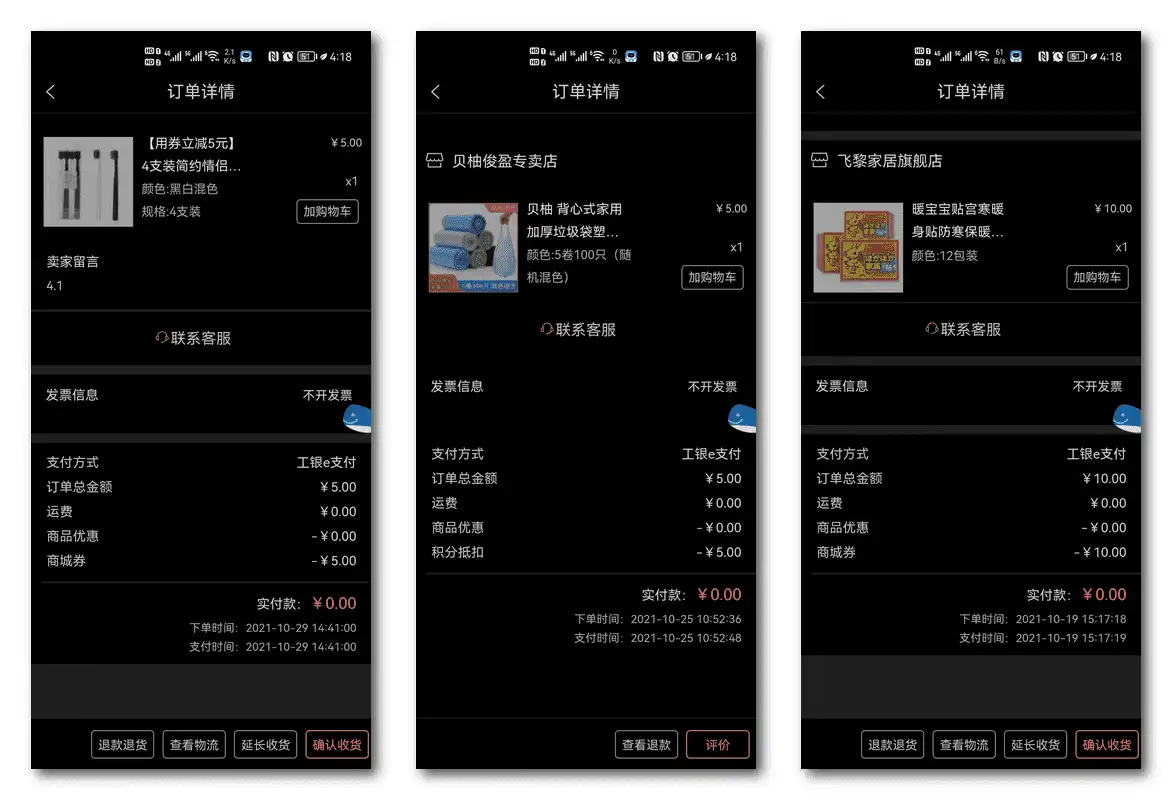 4:18
订单详情
【用券立减5元】
¥5.00
4支装简约情侣...
颜色:黑白混色
x1
规格:4支装
加购物车
卖家留言
4.1
联系客服
发票信息
不开发票
支付方式
工银e支付
订单总金额
¥5.00
运费
¥0.00
商品优惠
-¥0.00
商城券
-¥5.00
实付款：¥0.00
下单时间：2021-10-29 14:41:00
支付时间：2021-10-29 14:41:00
退款退货
查看物流
延长收货
确认收货
4:18
订单详情
贝柚俊盈专卖店
贝柚 背心式家用
¥5.00
加厚垃圾袋塑...
颜色:5卷100只（随
x1
机混色）
加购物车
联系客服
发票信息
不开发票
支付方式
工银e支付
订单总金额
¥5.00
运费
¥0.00
商品优惠
-¥0.00
积分抵扣
-¥5.00
实付款：¥0.00
下单时间：2021-10-25 10:52:36
支付时间：2021-10-25 10:52:48
查看退款
评价
4:18
订单详情
飞黎家居旗舰店
暖宝宝贴宫寒暖
¥10.00
身贴防寒保暖...
颜色:12包装
x1
加购物车
联系客服
发票信息
不开发票
支付方式
工银e支付
订单总金额
¥10.00
运费
¥0.00
商品优惠
-¥0.00
商城券
-¥10.00
实付款：¥0.00
下单时间：2021-10-19 15:17:18
支付时间：2021-10-19 15:17:19
退款退货
查看物流
延长收货
确认收货